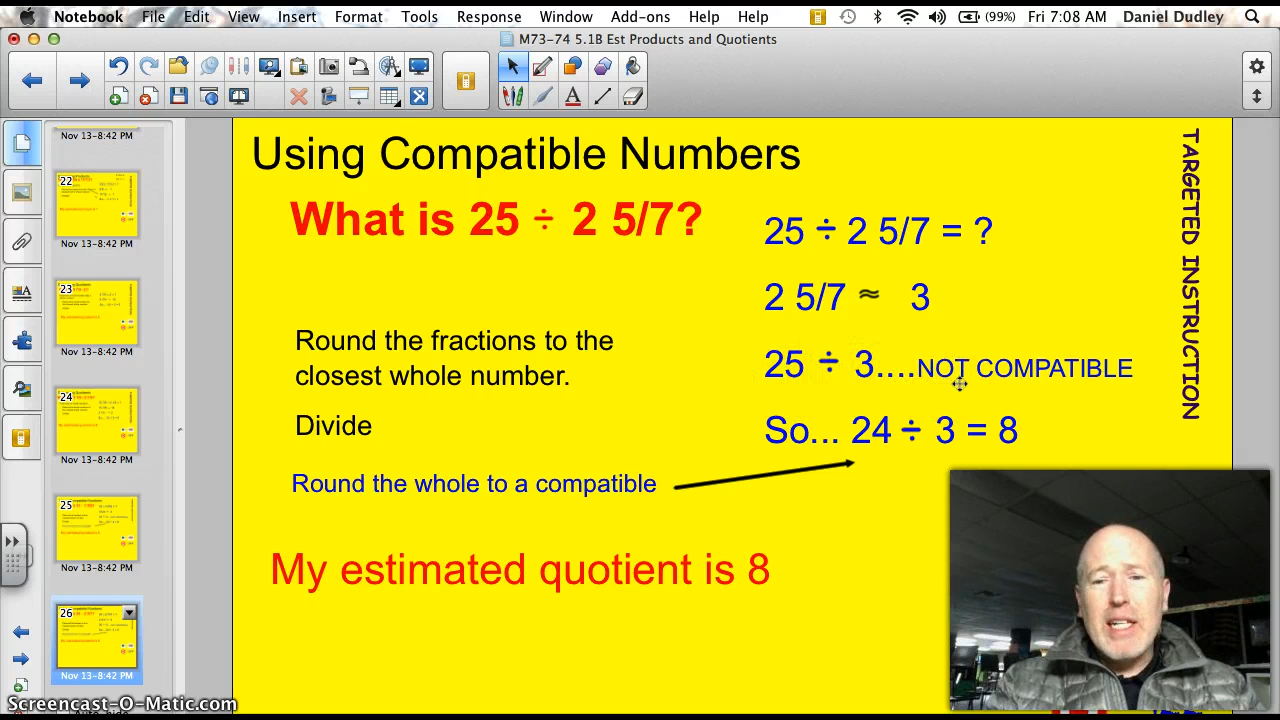 Notebook File Edit View Insert Format Tools Response Window Add-ons Help Help (99%) Fri 7:08 AM Daniel Dudley
M73-74 5.1B Est Products and Quotients
Nov 13-8:42 PM
22
Nov 13-8:42 PM
23
Nov 13-8:42 PM
24
Nov 13-8:42 PM
25
Nov 13-8:42 PM
26
Nov 13-8:42 PM
Using Compatible Numbers
What is 25 ÷ 2 5/7?
25 ÷ 2 5/7 = ?
2 5/7 ≈ 3
Round the fractions to the
closest whole number.
25 ÷ 3....NOT COMPATIBLE
Divide
So... 24 ÷ 3 = 8
Round the whole to a compatible
My estimated quotient is 8
TARGETED INSTRUCTION
Screencast-O-Matic.com